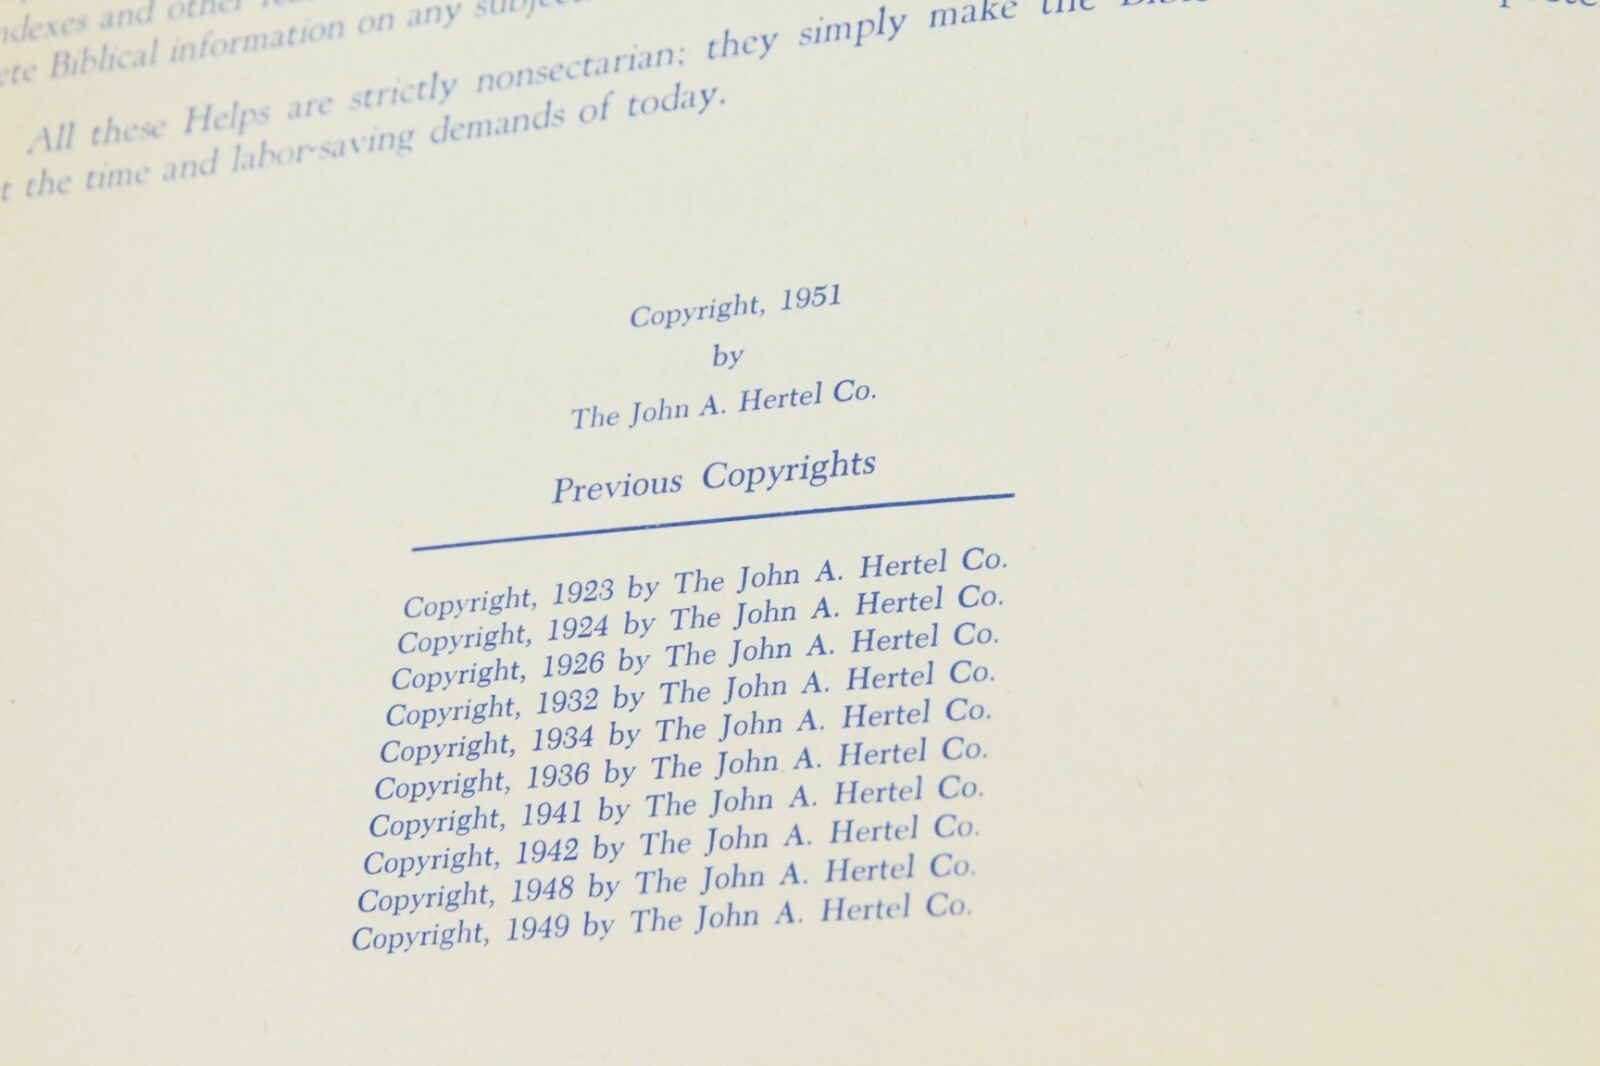 and other
Biblical information on any
All these Helps are strictly nonsectarian; they simply make the
the time and labor-saving demands of today.
Copyright, 1951
by
The John A. Hertel Co.
Previous Copyrights
Copyright, 1923 by The John A. Hertel Co.
Copyright, 1924 by The John A. Hertel Co.
Copyright, 1926 by The John A. Hertel Co.
Copyright, 1932 by The John A. Hertel Co.
Copyright, 1934 by The John A. Hertel Co.
Copyright, 1936 by The John A. Hertel Co.
Copyright, 1941 by The John A. Hertel Co.
Copyright, 1942 by The John A. Hertel Co.
Copyright, 1948 by The John A. Hertel Co.
Copyright, 1949 by The John A. Hertel Co.